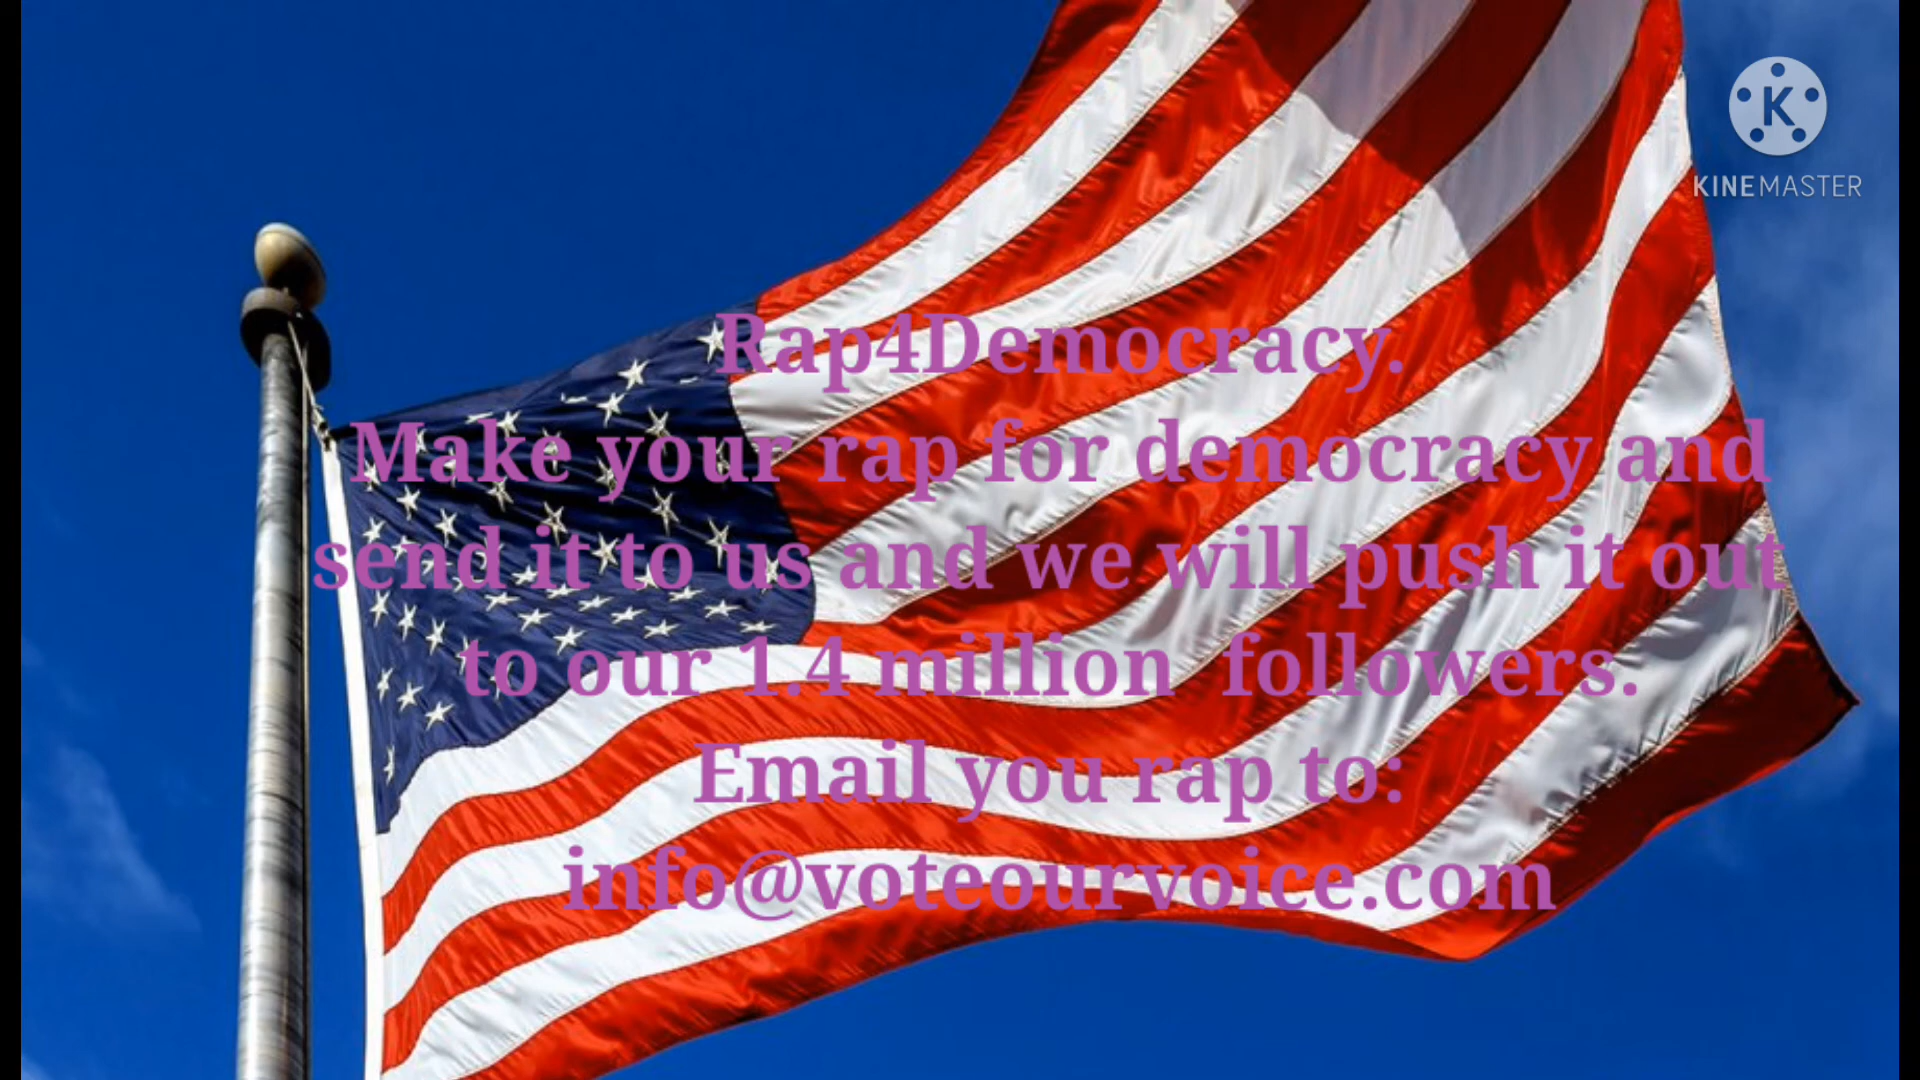 K
KINEMASTER
Rap4Democracy.
Make your rap for democracy and
send it to us and we will push it out
to our 1.4 million followers.
Email you rap to:
info@voteourvoice.com